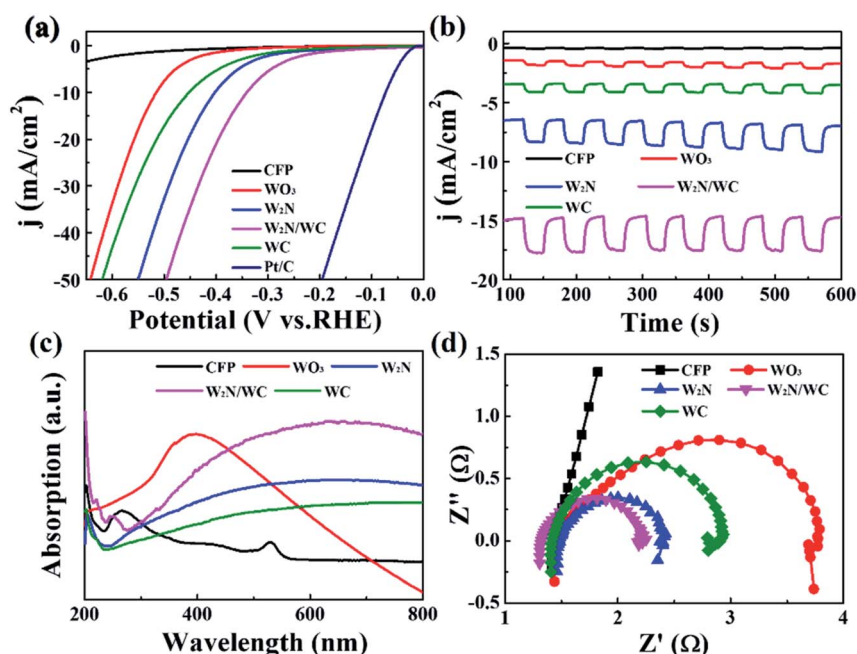 (a)
0
-10
-20
-30
-40
-50
j (mA/cm²)
CFP
WO₃
W₂N
W₂N/WC
WC
Pt/C
-0.6 -0.5 -0.4 -0.3 -0.2 -0.1 0.0
Potential (V vs.RHE)
(b)
0
-5
-10
-15
-20
j (mA/cm²)
CFP WO₃
W₂N W₂N/WC
WC
100 200 300 400 500 600
Time (s)
(c)
CFP WO₃ W₂N
W₂N/WC WC
Absorption (a.u.)
200 400 600 800
Wavelength (nm)
(d)
1.5
1.0
0.5
0.0
-0.5
Z'' (Ω)
CFP WO₃
W₂N W₂N/WC
WC
1 2 3 4
Z' (Ω)